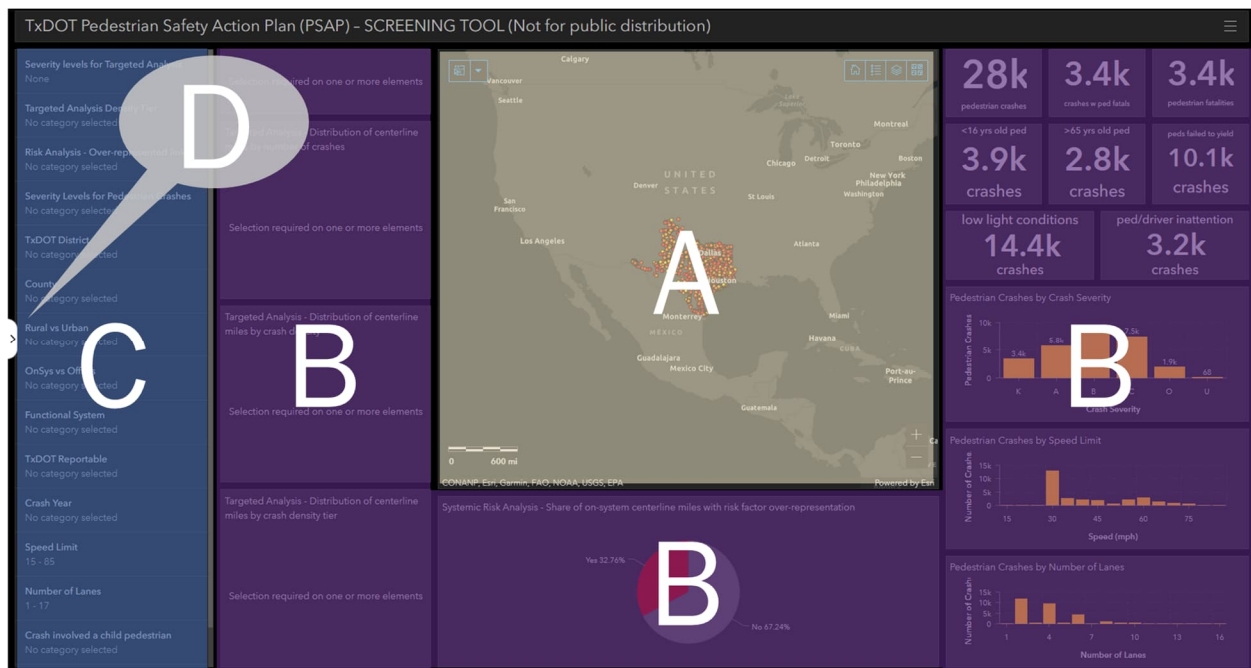 TxDOT Pedestrian Safety Action Plan (PSAP) – SCREENING TOOL (Not for public distribution)
Severity levels for Targeted
None
Targeted Analysis
No category selected
Risk Analysis -
No category selected
Severity Levels for Crashes
No category selected
TxDOT District
No category selected
County
No category selected
Rural vs Urban
No category selected
OnSys vs
No category selected
Functional System
No category selected
TxDOT Reportable
No category selected
Crash Year
No category selected
Speed Limit
15 - 85
Number of Lanes
1 - 17
Crash involved a child pedestrian
No category selected
D
C
Selection required on one or more elements
Targeted Analysis - Distribution of centerline
miles by number of crashes
Selection required on one or more elements
Targeted Analysis - Distribution of centerline
miles by crash density
Selection required on one or more elements
B
Targeted Analysis - Distribution of centerline
miles by crash density tier
Selection required on one or more elements
Calgary
Vancouver
Seattle
Lake
Superior
Montreal
Toronto
Detroit
Chicago
Boston
New York
Philadelphia
Washington
UNITED
STATES
Denver
St Louis
San
Francisco
Los Angeles
Atlanta
Dallas
Houston
A
Monterrey
MÉXICO
Miami
Havana
CUBA
Guadalajara
Mexico City
Port-au-
Prince
Guatemala
0 600 mi
Ca
CONANP, Esri, Garmin, FAO, NOAA, USGS, EPA
Powered by Esri
Systemic Risk Analysis - Share of on-system centerline miles with risk factor over-representation
Yes 32.76%
No 67.24%
B
28k
pedestrian crashes
3.4k
crashes w ped fatals
3.4k
pedestrian fatalities
<16 yrs old ped
3.9k
crashes
>65 yrs old ped
2.8k
crashes
peds failed to yield
10.1k
crashes
low light conditions
14.4k
crashes
ped/driver inattention
3.2k
crashes
Pedestrian Crashes by Crash Severity
Pedestrian Crashes
10k
5k
0
3.4k
5.8k
7.5k
1.9k
68
K A B C O U
Crash Severity
B
Pedestrian Crashes by Speed Limit
Number of Crashe
15k
10k
5k
0
15 30 45 60 75
Speed (mph)
Pedestrian Crashes by Number of Lanes
Number of Crash
15k
10k
5k
0
1 4 7 10 13 16
Number of Lanes